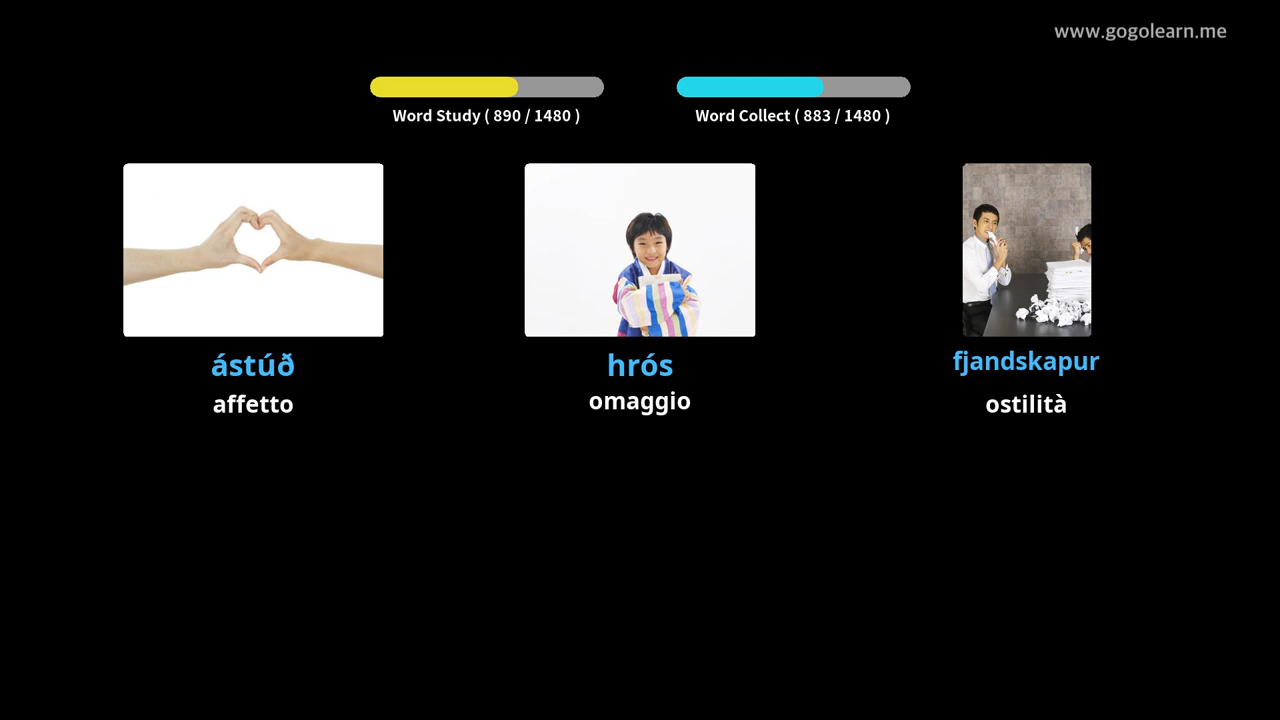 www.gogolearn.me
Word Study ( 890 / 1480 )
Word Collect ( 883 / 1480 )
ástúð
affetto
hrós
omaggio
fjandskapur
ostilità